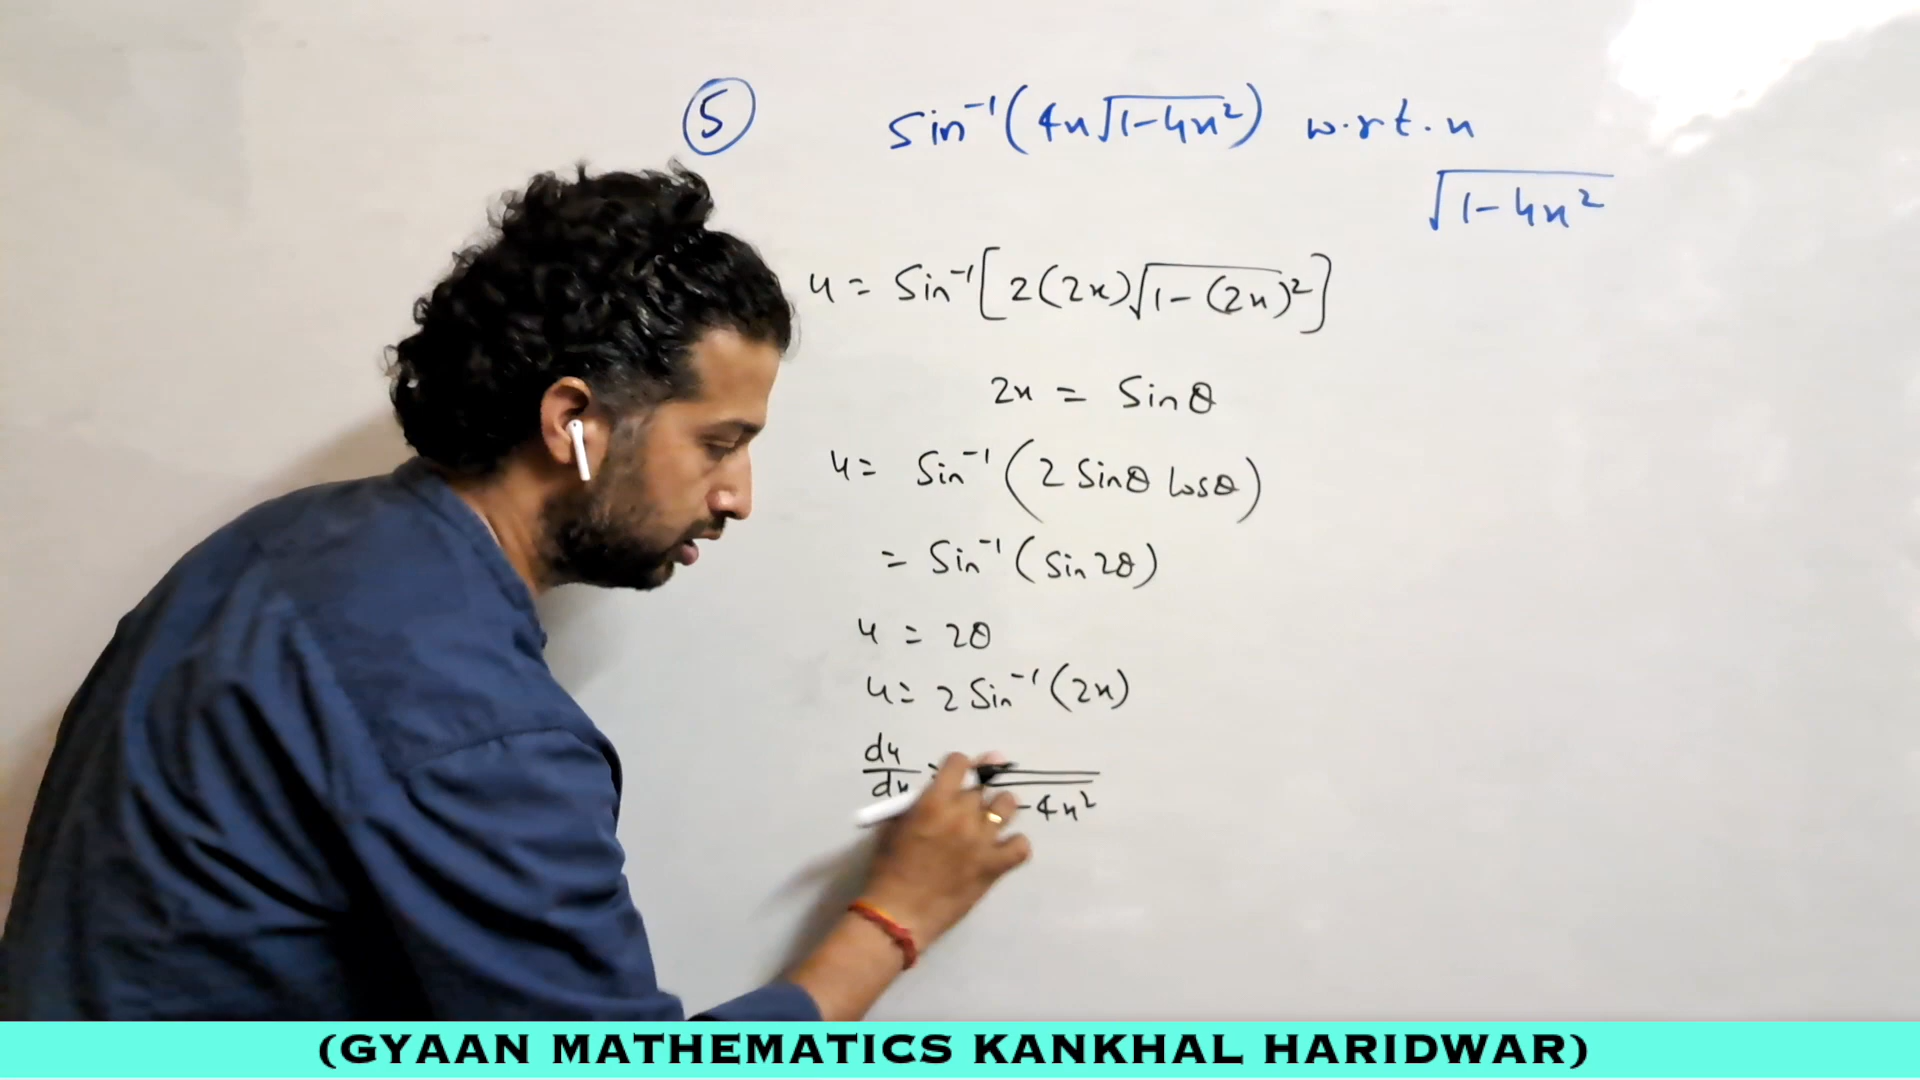 ⑤ Sin⁻¹(4x√1-4x²) w.r.t. x
√1-4x²
u = Sin⁻¹[2(2x)√1-(2x)²]
2x = Sinθ
u = Sin⁻¹(2 Sinθ Cosθ)
= Sin⁻¹(Sin 2θ)
u = 2θ
u = 2 Sin⁻¹(2x)
du/dx = -4x²
(GYAAN MATHEMATICS KANKHAL HARIDWAR)